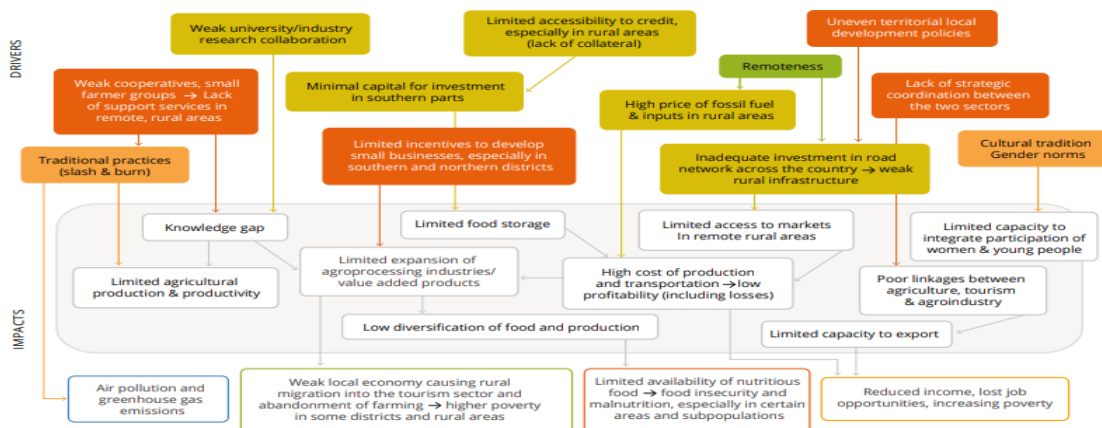 DRIVERS
Weak university/industry
research collaboration
Limited accessibility to credit,
especially in rural areas
(lack of collateral)
Uneven territorial local
development policies
Weak cooperatives, small
farmer groups → Lack
of support services in
remote, rural areas
Minimal capital for investment
in southern parts
Remoteness
High price of fossil fuel
& inputs in rural areas
Lack of strategic
coordination between
the two sectors
Traditional practices
(slash & burn)
Limited incentives to develop
small businesses, especially in
southern and northern districts
Inadequate investment in road
network across the country → weak
rural infrastructure
Cultural tradition
Gender norms
Knowledge gap
Limited food storage
Limited access to markets
In remote rural areas
Limited capacity to
integrate participation of
women & young people
Limited agricultural
production & productivity
Limited expansion of
agroprocessing industries/
value added products
High cost of production
and transportation → low
profitability (including losses)
Poor linkages between
agriculture, tourism
& agroindustry
Low diversification of food and production
Limited capacity to export
IMPACTS
Air pollution and
greenhouse gas
emissions
Weak local economy causing rural
migration into the tourism sector and
abandonment of farming → higher poverty
in some districts and rural areas
Limited availability of nutritious
food → food insecurity and
malnutrition, especially in certain
areas and subpopulations
Reduced income, lost job
opportunities, increasing poverty